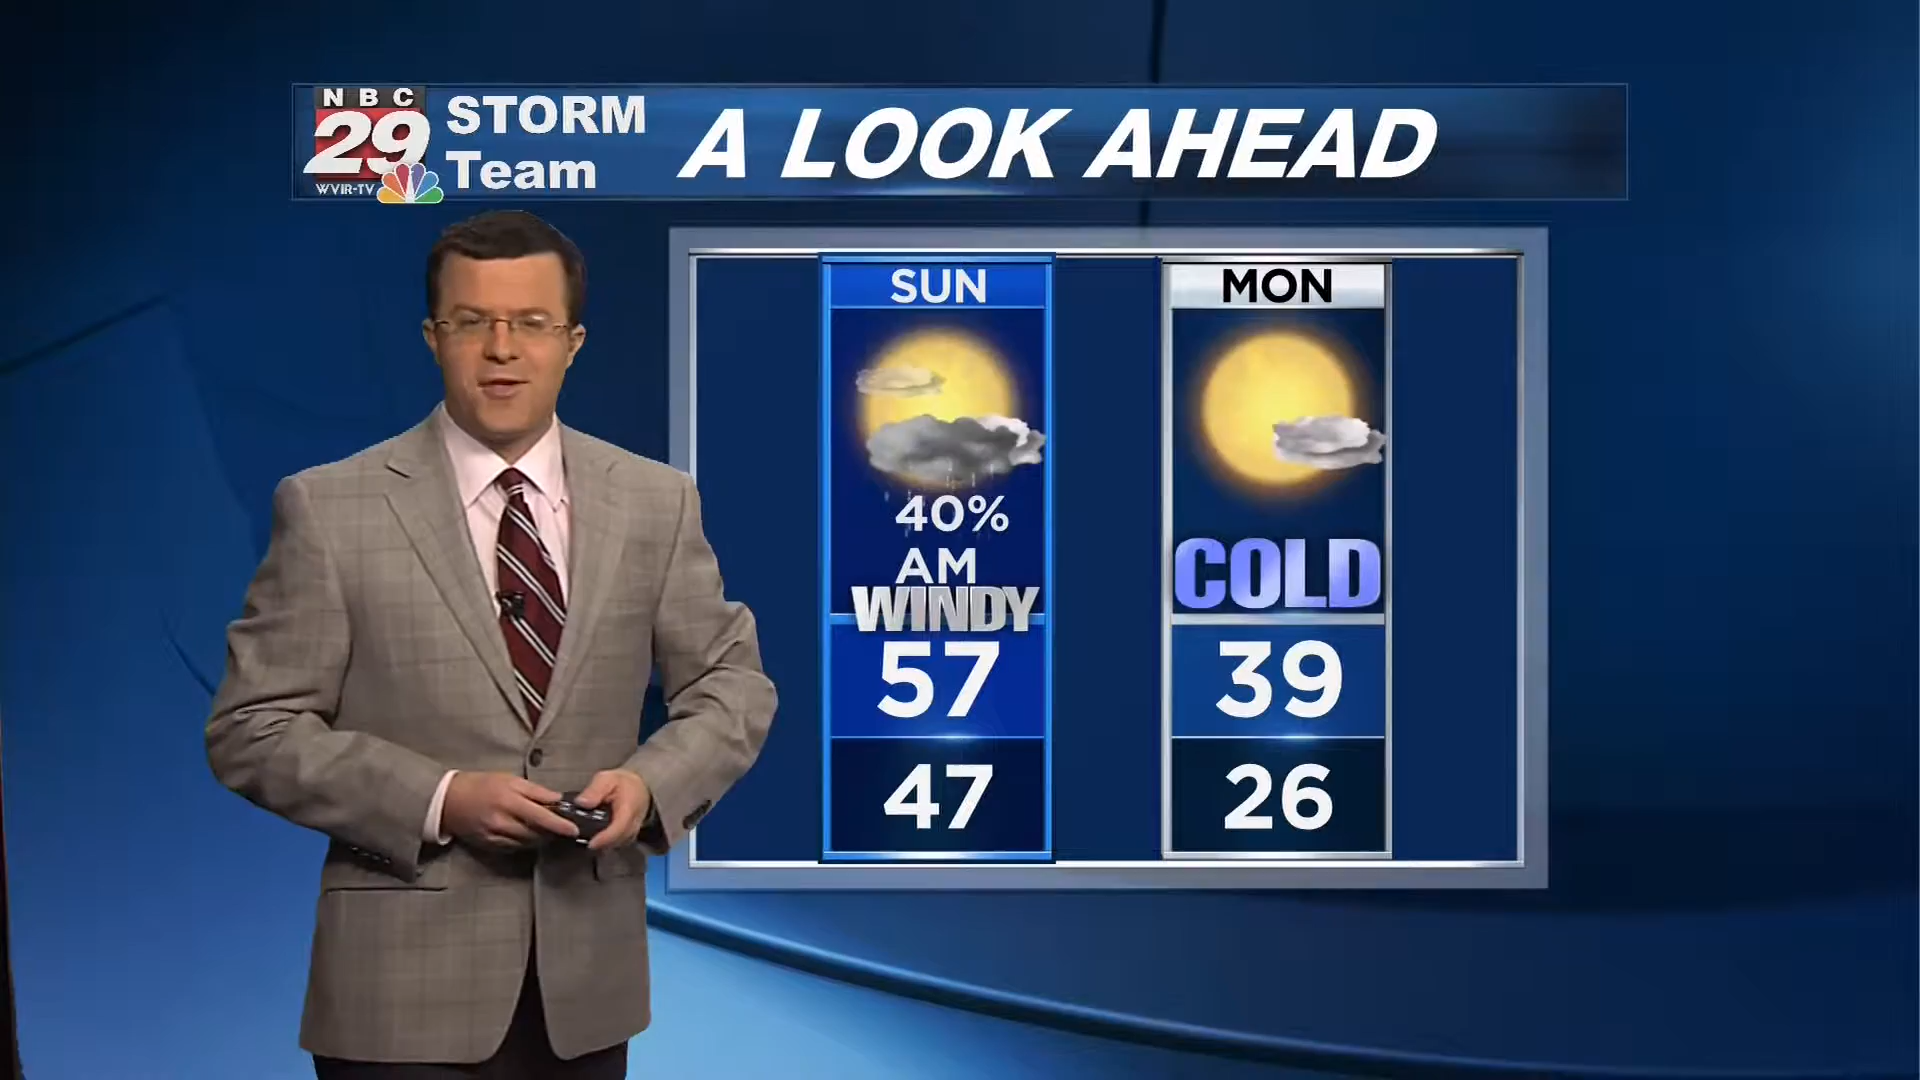 NBC
29
WVIR-TV
STORM
Team
A LOOK AHEAD
SUN
40%
AM
WINDY
57
47
MON
COLD
39
26